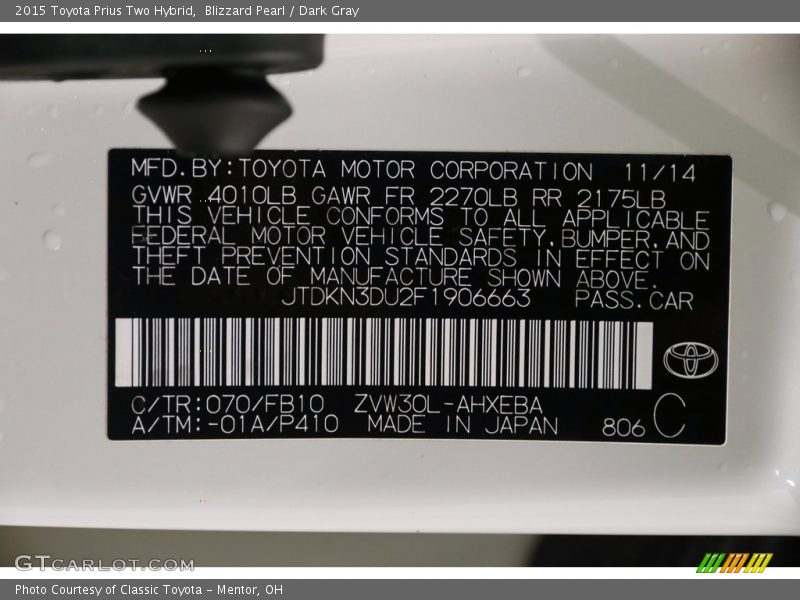 2015 Toyota Prius Two Hybrid,  Blizzard Pearl / Dark Gray
MFD.BY:TOYOTA MOTOR CORPORATION 11/14
GVWR 4010LB GAWR FR 2270LB RR 2175LB
THIS VEHICLE CONFORMS TO ALL APPLICABLE
FEDERAL MOTOR VEHICLE SAFETY,BUMPER,AND
THEFT PREVENTION STANDARDS IN EFFECT ON
THE DATE OF MANUFACTURE SHOWN ABOVE.
JTDKN3DU2F1906663 PASS.CAR
C/TR:070/FB10 ZVW30L-AHXEBA
A/TM:-01A/P410 MADE IN JAPAN 806 C
GTCARLOT.COM
Photo Courtesy of Classic Toyota - Mentor, OH